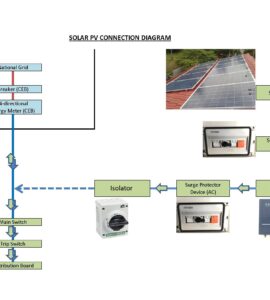 SOLAR PV CONNECTION DIAGRAM
National Grid
Breaker (CEB)
Bi-directional
Energy Meter (CEB)
Isolator
Surge Protector
Device (AC)
Main Switch
Trip Switch
Distribution Board